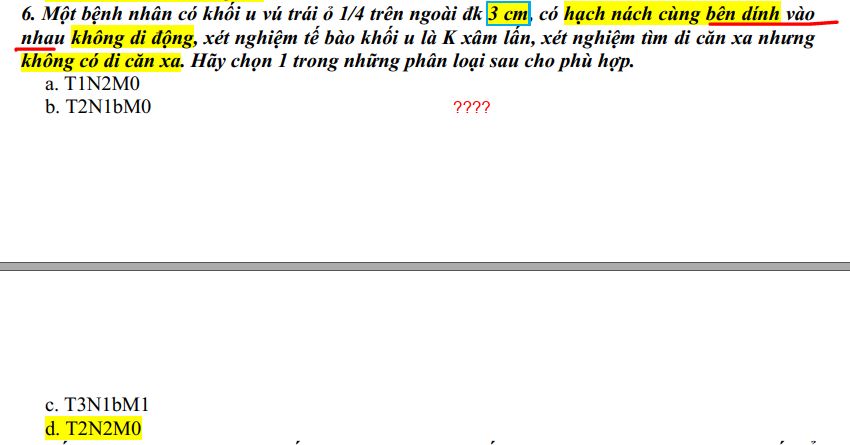 6. Một bệnh nhân có khối u vú trái ỏ 1/4 trên ngoài đk 3 cm, có hạch nách cùng bên dính vào
nhau không di động, xét nghiệm tế bào khối u là K xâm lấn, xét nghiệm tìm di căn xa nhưng
không có di căn xa. Hãy chọn 1 trong những phân loại sau cho phù hợp.
a. T1N2M0
b. T2N1bM0
????
c. T3N1bM1
d. T2N2M0